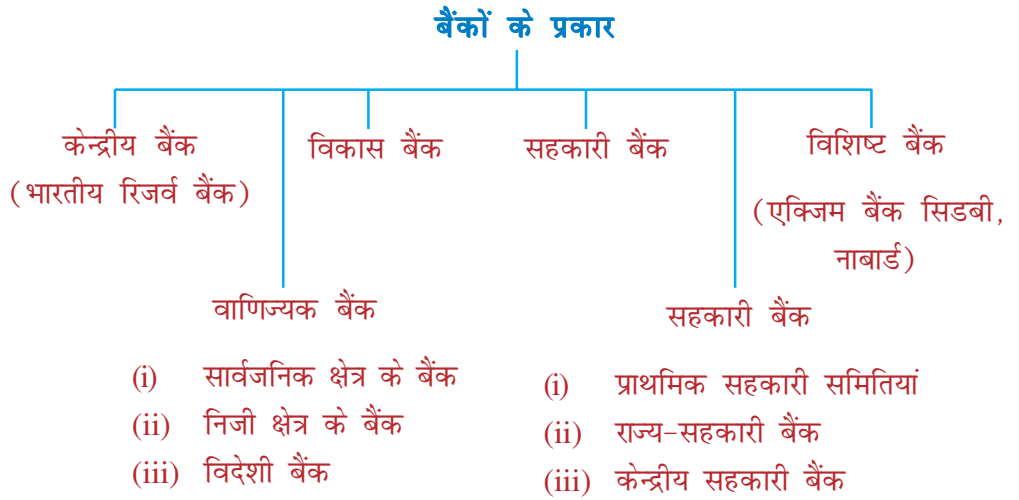 बैंकों के प्रकार
केन्द्रीय बैंक
(भारतीय रिजर्व बैंक)
विकास बैंक
सहकारी बैंक
विशिष्ट बैंक
(एक्जिम बैंक सिडबी,
नाबार्ड)
वाणिज्यक बैंक
(i) सार्वजनिक क्षेत्र के बैंक
(ii) निजी क्षेत्र के बैंक
(iii) विदेशी बैंक
सहकारी बैंक
(i) प्राथमिक सहकारी समितियां
(ii) राज्य-सहकारी बैंक
(iii) केन्द्रीय सहकारी बैंक